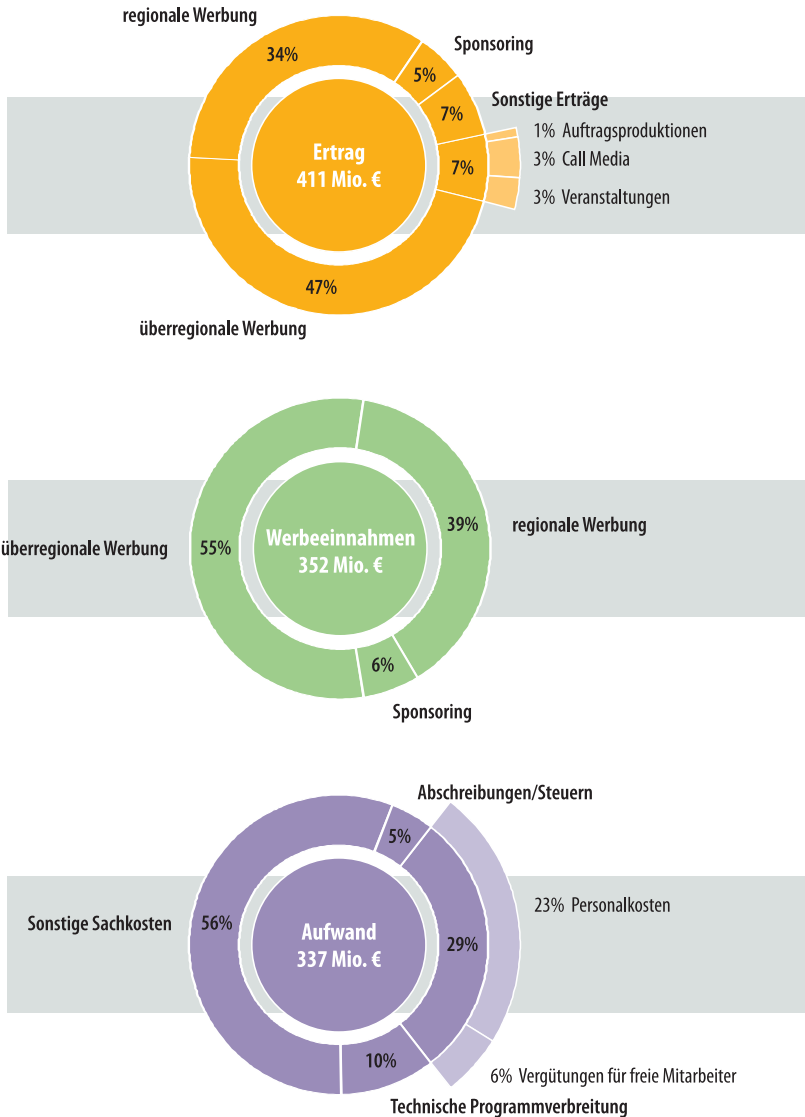 regionale Werbung
34%
Sponsoring
5%
Sonstige Erträge
7%
1% Auftragsproduktionen
3% Call Media
3% Veranstaltungen
7%
Ertrag
411 Mio. €
47%
überregionale Werbung
überregionale Werbung
55%
Werbeeinnahmen
352 Mio. €
39%
regionale Werbung
6%
Sponsoring
Abschreibungen/Steuern
5%
Sonstige Sachkosten
56%
Aufwand
337 Mio. €
29%
23% Personalkosten
10%
6% Vergütungen für freie Mitarbeiter
Technische Programmverbreitung